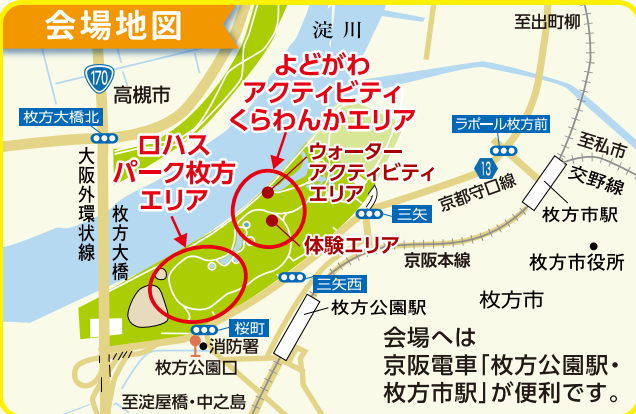 会場地図
淀川
至出町柳
170
高槻市
よどがわ
アクティビティ
くらわんかエリア
枚方大橋北
ラポール枚方前
ロハス
パーク枚方
エリア
ウォーター
アクティビティ
エリア
至私市
13
交野線
大阪外環状線
京都守口線
枚方大橋
三矢
枚方市駅
体験エリア
京阪本線
枚方市役所
三矢西
枚方公園駅
枚方市
桜町
消防署
枚方公園口
至淀屋橋・中之島
会場へは
京阪電車「枚方公園駅・
枚方市駅」が便利です。